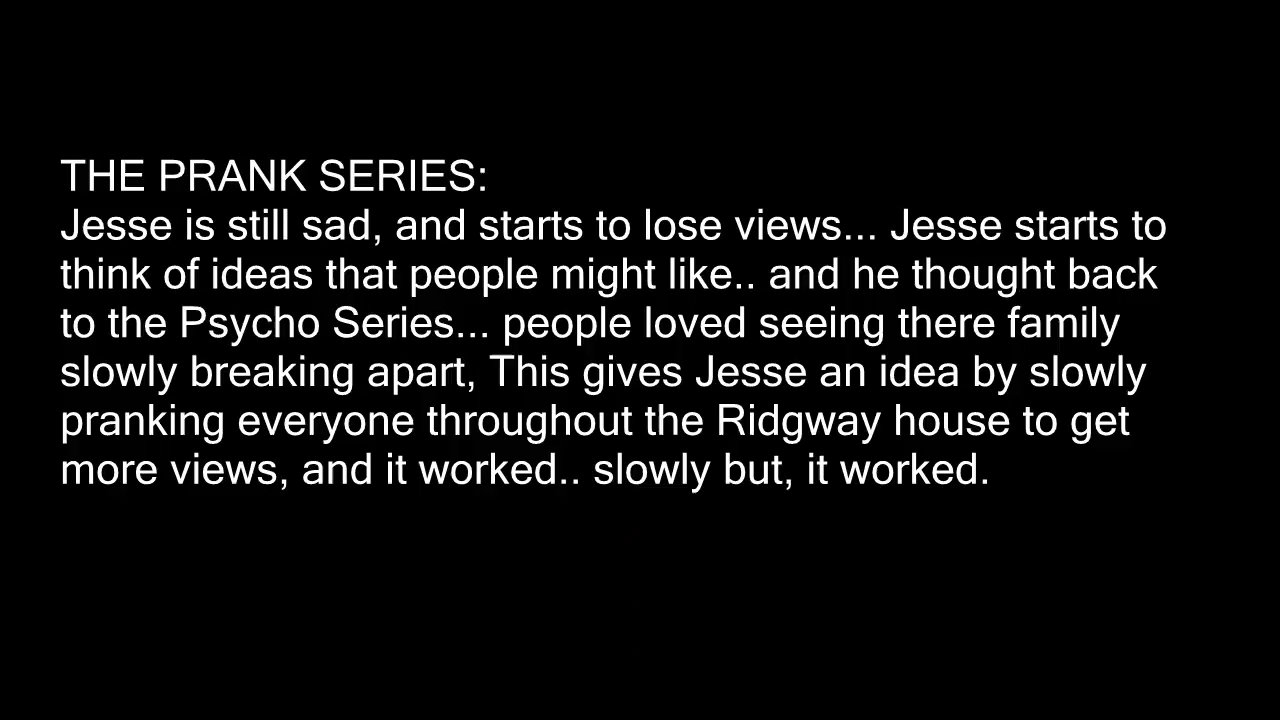 THE PRANK SERIES:
Jesse is still sad, and starts to lose views... Jesse starts to
think of ideas that people might like.. and he thought back
to the Psycho Series... people loved seeing there family
slowly breaking apart, This gives Jesse an idea by slowly
pranking everyone throughout the Ridgway house to get
more views, and it worked.. slowly but, it worked.